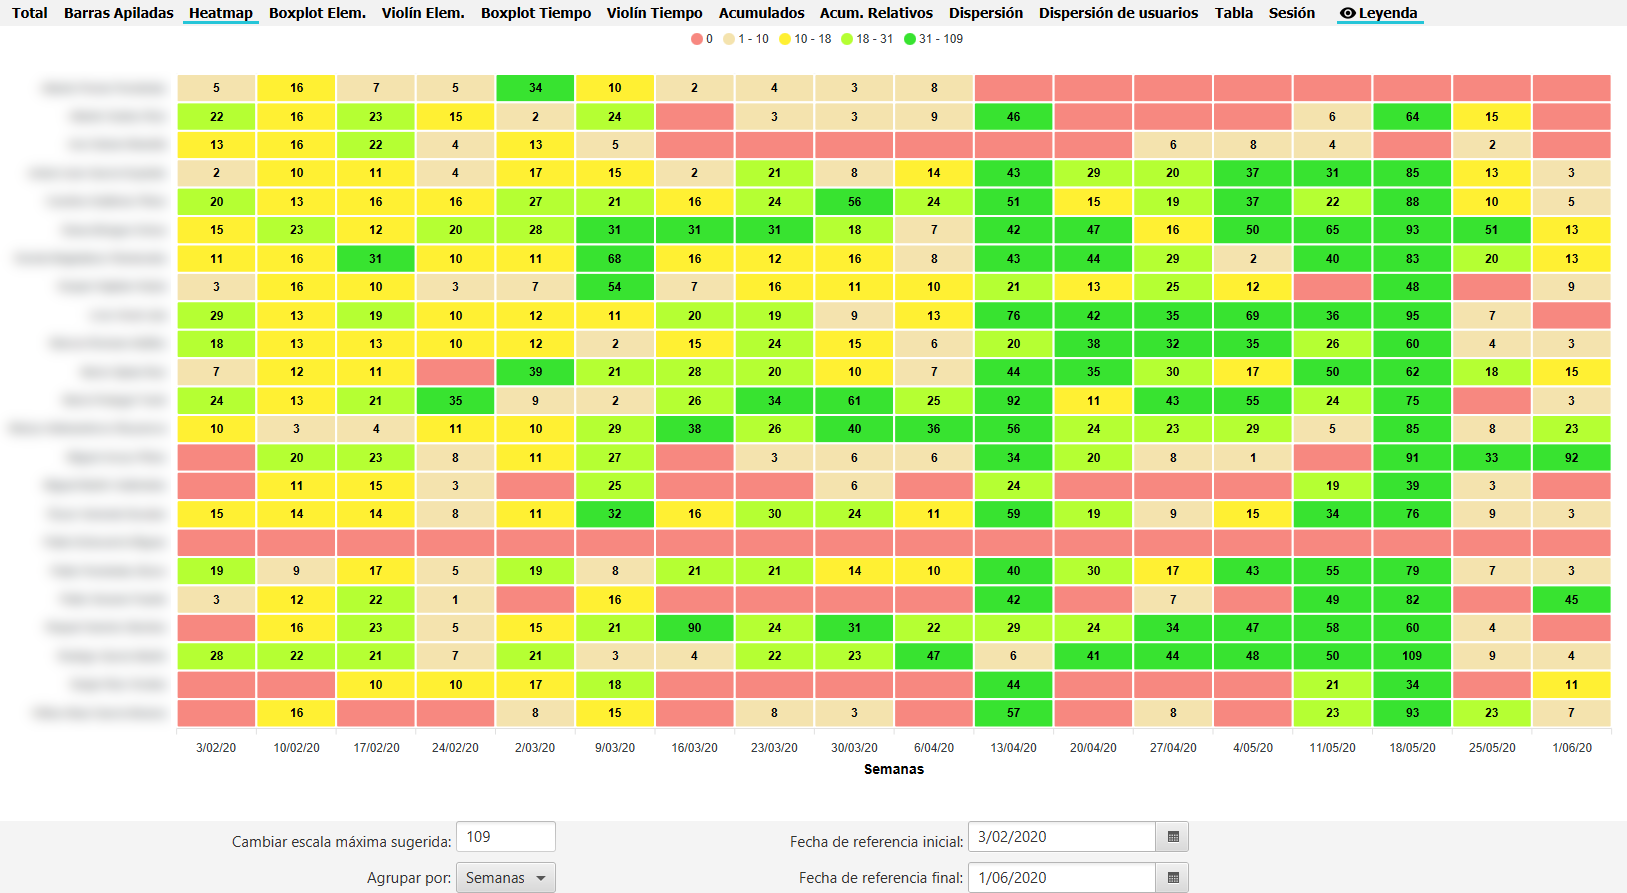 Total Barras Apiladas Heatmap Boxplot Elem. Violín Elem. Boxplot Tiempo Violín Tiempo Acumulados Acum. Relativos Dispersión Dispersión de usuarios Tabla Sesión Leyenda
0 1 - 10 10 - 18 18 - 31 31 - 109
5 16 7 5 34 10 2 4 3 8
22 16 23 15 2 24 3 3 9 46 6 64 15
13 16 22 4 13 5 6 8 4 2
2 10 11 4 17 15 2 21 8 14 43 29 20 37 31 85 13 3
20 13 16 16 27 21 16 24 56 24 51 15 19 37 22 88 10 5
15 23 12 20 28 31 31 31 18 7 42 47 16 50 65 93 51 13
11 16 31 10 11 68 16 12 16 8 43 44 29 2 40 83 20 13
3 16 10 3 7 54 7 16 11 10 21 13 25 12 48 9
29 13 19 10 12 11 20 19 9 13 76 42 35 69 36 95 7
18 13 13 10 12 2 15 24 15 6 20 38 32 35 26 60 4 3
7 12 11 39 21 28 20 10 7 44 35 30 17 50 62 18 15
24 13 21 35 9 2 26 34 61 25 92 11 43 55 24 75 3
10 3 4 11 10 29 38 26 40 36 56 24 23 29 5 85 8 23
20 23 8 11 27 3 6 6 34 20 8 1 91 33 92
11 15 3 25 6 24 19 39 3
15 14 14 8 11 32 16 30 24 11 59 19 9 15 34 76 9 3
19 9 17 5 19 8 21 21 14 10 40 30 17 43 55 79 7 3
3 12 22 1 16 42 7 49 82 45
16 23 5 15 21 90 24 31 22 29 24 34 47 58 60 4
28 22 21 7 21 3 4 22 23 47 6 41 44 48 50 109 9 4
10 10 17 18 44 21 34 11
16 8 15 8 3 57 8 23 93 23 7
3/02/20 10/02/20 17/02/20 24/02/20 2/03/20 9/03/20 16/03/20 23/03/20 30/03/20 6/04/20 13/04/20 20/04/20 27/04/20 4/05/20 11/05/20 18/05/20 25/05/20 1/06/20
Semanas
Cambiar escala máxima sugerida: 109 Fecha de referencia inicial: 3/02/2020
Agrupar por: Semanas Fecha de referencia final: 1/06/2020